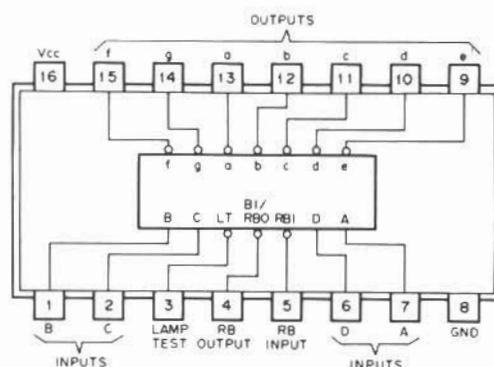 OUTPUTS
Vcc f g a b c d e
16 15 14 13 12 11 10 9
f g a b c d e
BI/
B C LT RBO RBI D A
1 2 3 4 5 6 7 8
B C LAMP RB RB D A GND
TEST OUTPUT INPUT
INPUTS INPUTS